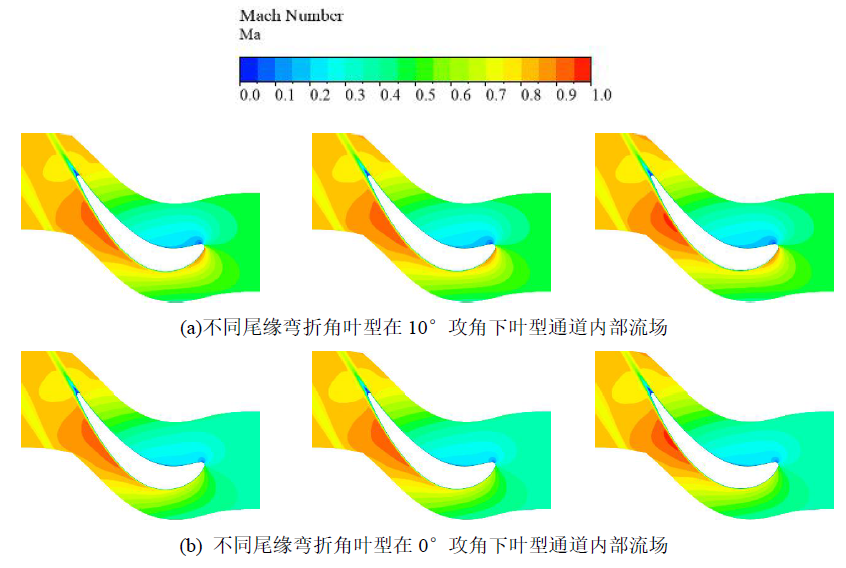 Mach Number
Ma
0.0 0.1 0.2 0.3 0.4 0.5 0.6 0.7 0.8 0.9 1.0
(a)不同尾缘弯折角叶型在 10°攻角下叶型通道内部流场
(b) 不同尾缘弯折角叶型在 0°攻角下叶型通道内部流场